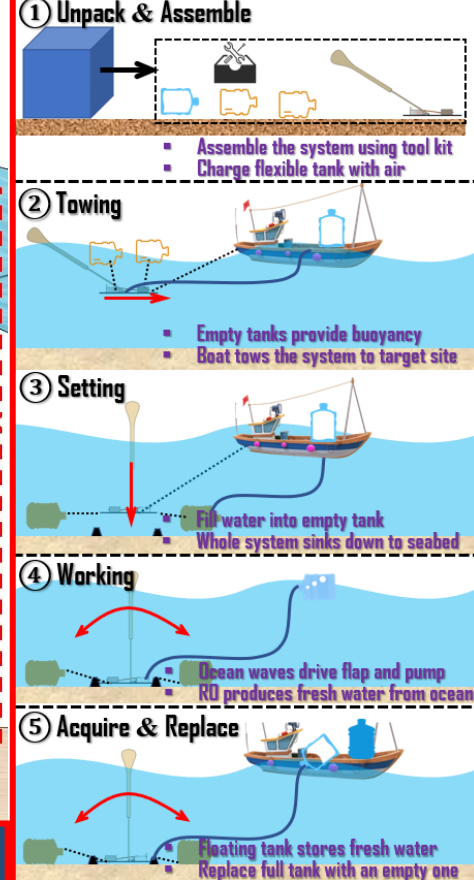 ① Unpack & Assemble
▪ Assemble the system using tool kit
▪ Charge flexible tank with air
② Towing
▪ Empty tanks provide buoyancy
▪ Boat tows the system to target site
③ Setting
▪ Fill water into empty tank
▪ Whole system sinks down to seabed
④ Working
▪ Ocean waves drive flap and pump
▪ RO produces fresh water from ocean
⑤ Acquire & Replace
▪ Floating tank stores fresh water
▪ Replace full tank with an empty one